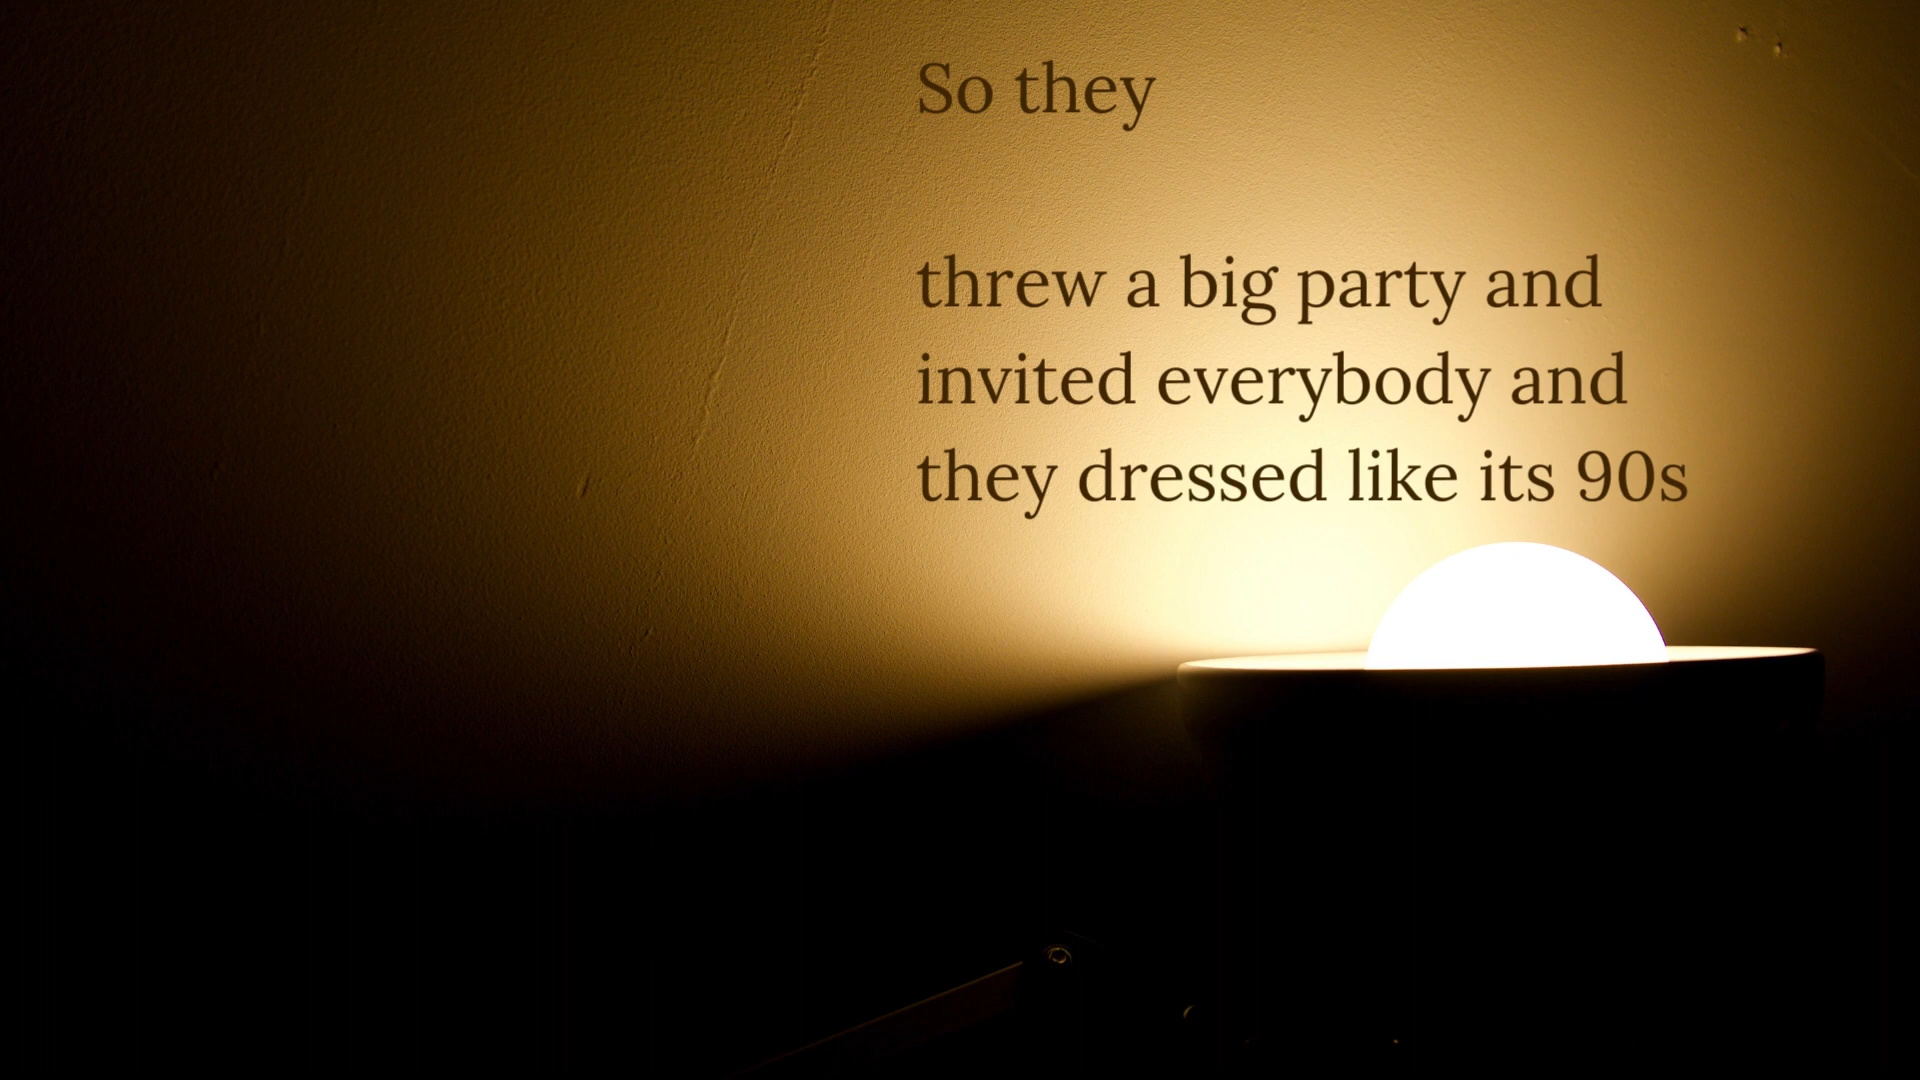 So they
threw a big party and
invited everybody and
they dressed like its 90s